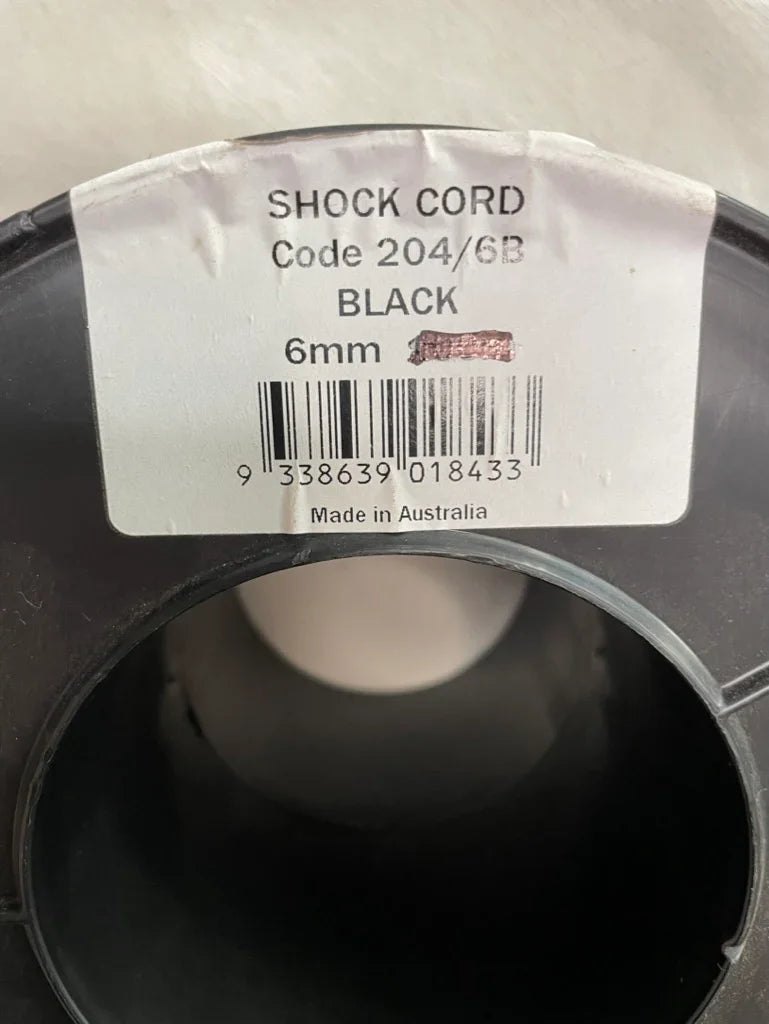 SHOCK CORD
Code 204/6B
BLACK
6mm
9 338639 018433
Made in Australia